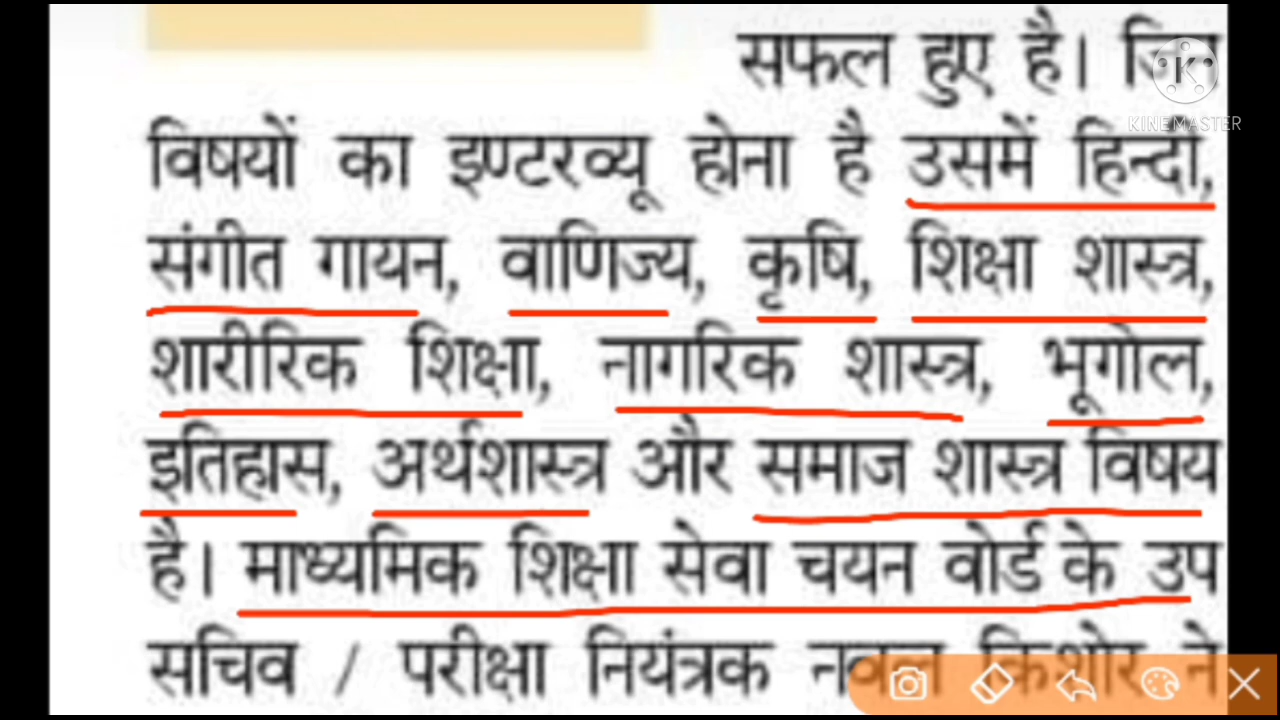 सफल हुए है। जिन
KINEMASTER
विषयों का इण्टरव्यू होना है उसमें हिन्दी,
संगीत गायन, वाणिज्य, कृषि, शिक्षा शास्त्र,
शारीरिक शिक्षा, नागरिक शास्त्र, भूगोल,
इतिहास, अर्थशास्त्र और समाज शास्त्र विषय
है। माध्यमिक शिक्षा सेवा चयन वोर्ड के उप
सचिव / परीक्षा नियंत्रक नवल किशोर ने